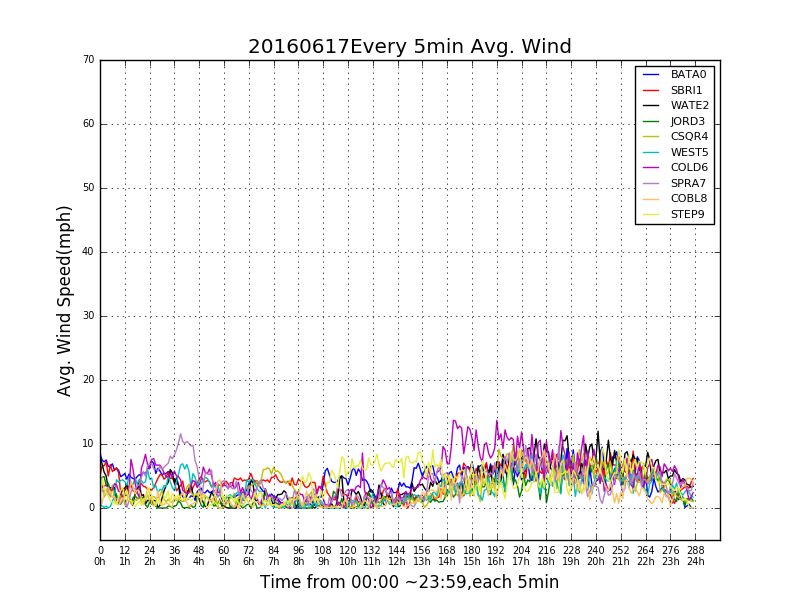 20160617Every 5min Avg. Wind
70
60
50
40
30
20
10
0
Avg. Wind Speed(mph)
BATA0
SBRI1
WATE2
JORD3
CSQR4
WEST5
COLD6
SPRA7
COBL8
STEP9
0 12 24 36 48 60 72 84 96 108 120 132 144 156 168 180 192 204 216 228 240 252 264 276 288
0h 1h 2h 3h 4h 5h 6h 7h 8h 9h 10h 11h 12h 13h 14h 15h 16h 17h 18h 19h 20h 21h 22h 23h 24h
Time from 00:00 ~23:59,each 5min